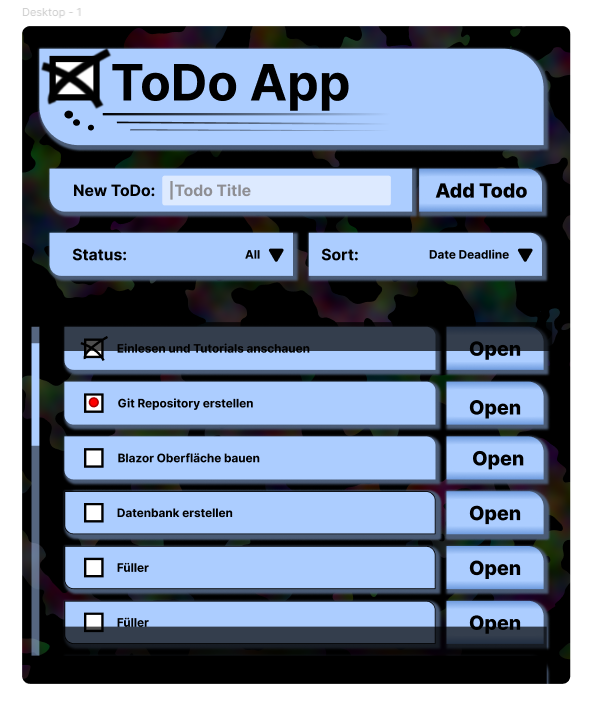 Desktop - 1
ToDo App
New ToDo: Todo Title Add Todo
Status: All Sort: Date Deadline
Einlesen und Tutorials anschauen Open
Git Repository erstellen Open
Blazor Oberfläche bauen Open
Datenbank erstellen Open
Füller Open
Füller Open